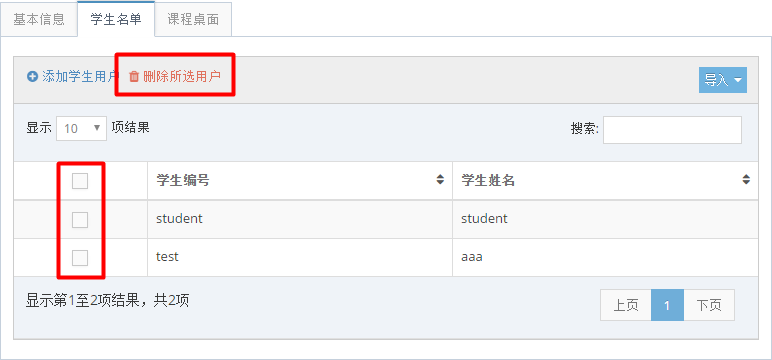 基本信息 学生名单 课程桌面
添加学生用户 删除所选用户 导入
显示 10 项结果 搜索:
学生编号 学生姓名
student student
test aaa
显示第1至2项结果，共2项 上页 1 下页